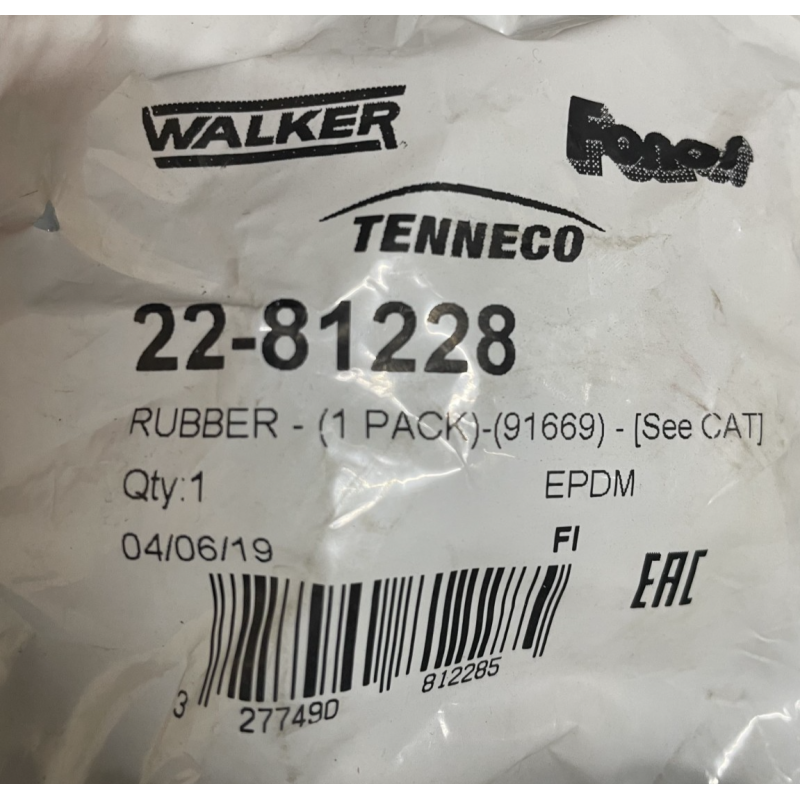 WALKER
Fonos
TENNECO
22-81228
RUBBER - (1 PACK)-(91669) - [See CAT]
Qty:1 EPDM
04/06/19 FI
EAC
3 277490 812285